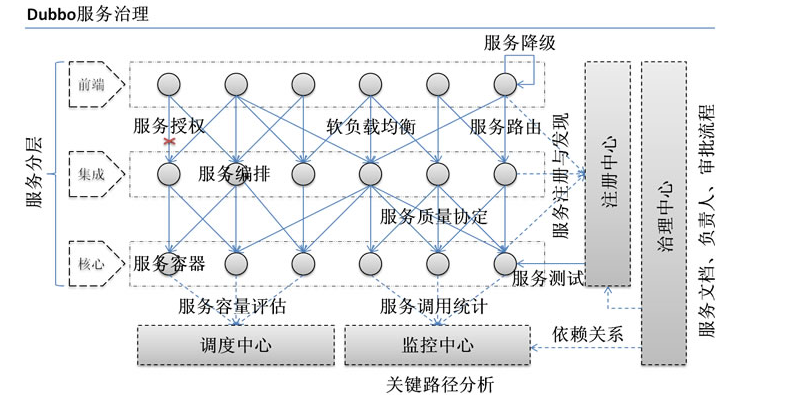 Dubbo服务治理
服务降级
前端
服务授权
软负载均衡
服务路由
服务分层
集成
服务编排
服务注册与发现
注册中心
治理中心
服务文档、负责人、审批流程
服务质量协定
核心
服务容器
服务测试
服务容量评估
服务调用统计
调度中心
监控中心
依赖关系
关键路径分析